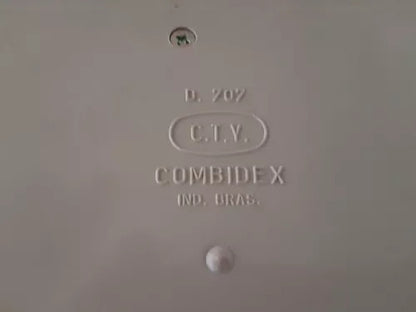 D. 707
C.T.Y.
COMBIDEX
IND. BRAS.